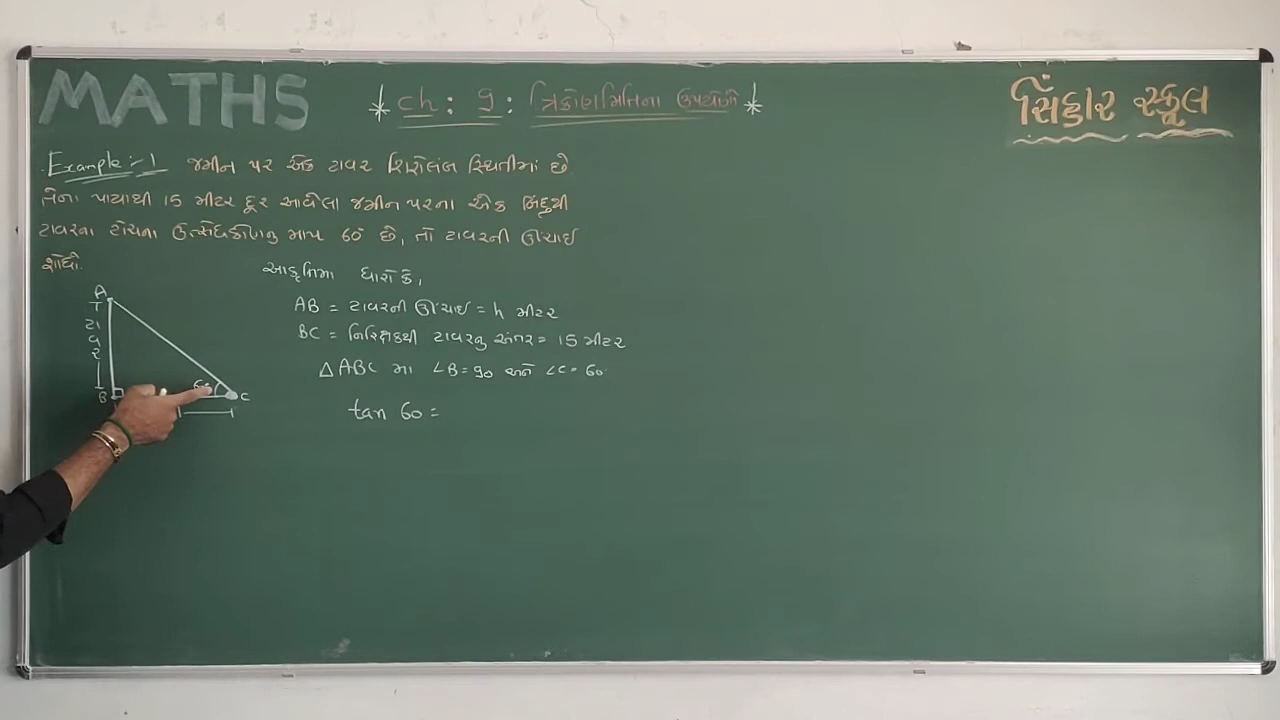 MATHS
* ch : 9 : ત્રિકોણમિતિના ઉપયોગો *
સિંહાર સ્કૂલ
Example:-1 જમીન પર એક ટાવર શિરોલંબ સ્થિતીમાં છે
તેના પાયાથી 15 મીટર દૂર આવેલા જમીન પરના એક બિંદુથી
ટાવરના ટોચના ઉત્સેધકોણનુ માપ 60 છે, તો ટાવરની ઊંચાઈ
શોધો.
આકૃતિમા ધારો કે,
AB = ટાવરની ઊંચાઈ = h મીટર
BC = નિરિક્ષકથી ટાવરનુ અંતર = 15 મીટર
△ABC મા ∠B=90 અને ∠C=60
tan 60 =
A
ટા
વ
ર
B
60
C